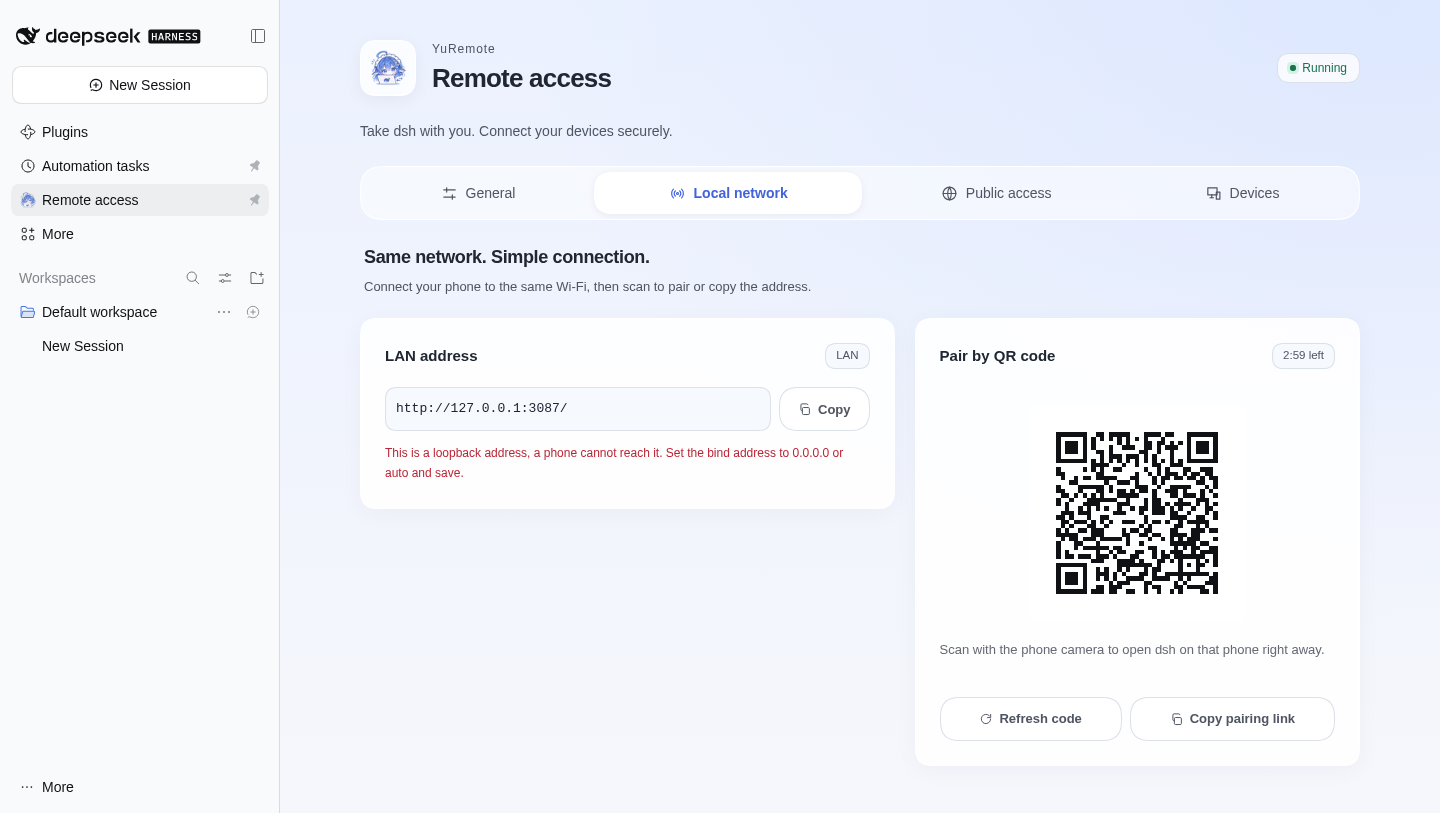 deepseek HARNESS
New Session
Plugins
Automation tasks
Remote access
More
Workspaces
Default workspace
New Session
More
YuRemote
Remote access
Running
Take dsh with you. Connect your devices securely.
General
Local network
Public access
Devices
Same network. Simple connection.
Connect your phone to the same Wi-Fi, then scan to pair or copy the address.
LAN address
LAN
http://127.0.0.1:3087/
Copy
This is a loopback address, a phone cannot reach it. Set the bind address to 0.0.0.0 or
auto and save.
Pair by QR code
2:59 left
Scan with the phone camera to open dsh on that phone right away.
Refresh code
Copy pairing link